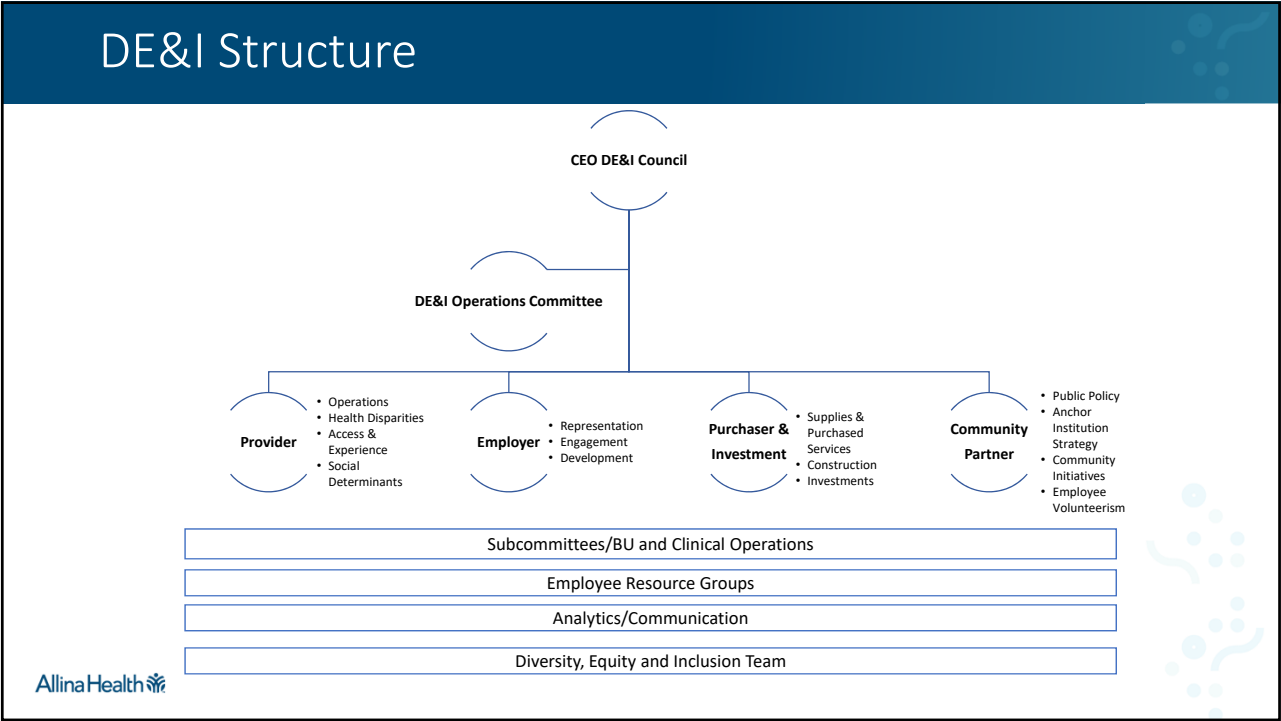 DE&I Structure
CEO DE&I Council
DE&I Operations Committee
Provider
• Operations
• Health Disparities
• Access &
Experience
• Social
Determinants
Employer
• Representation
• Engagement
• Development
Purchaser &
Investment
• Supplies &
Purchased
Services
• Construction
• Investments
Community
Partner
• Public Policy
• Anchor
Institution
Strategy
• Community
Initiatives
• Employee
Volunteerism
Subcommittees/BU and Clinical Operations
Employee Resource Groups
Analytics/Communication
Diversity, Equity and Inclusion Team
Allina Health